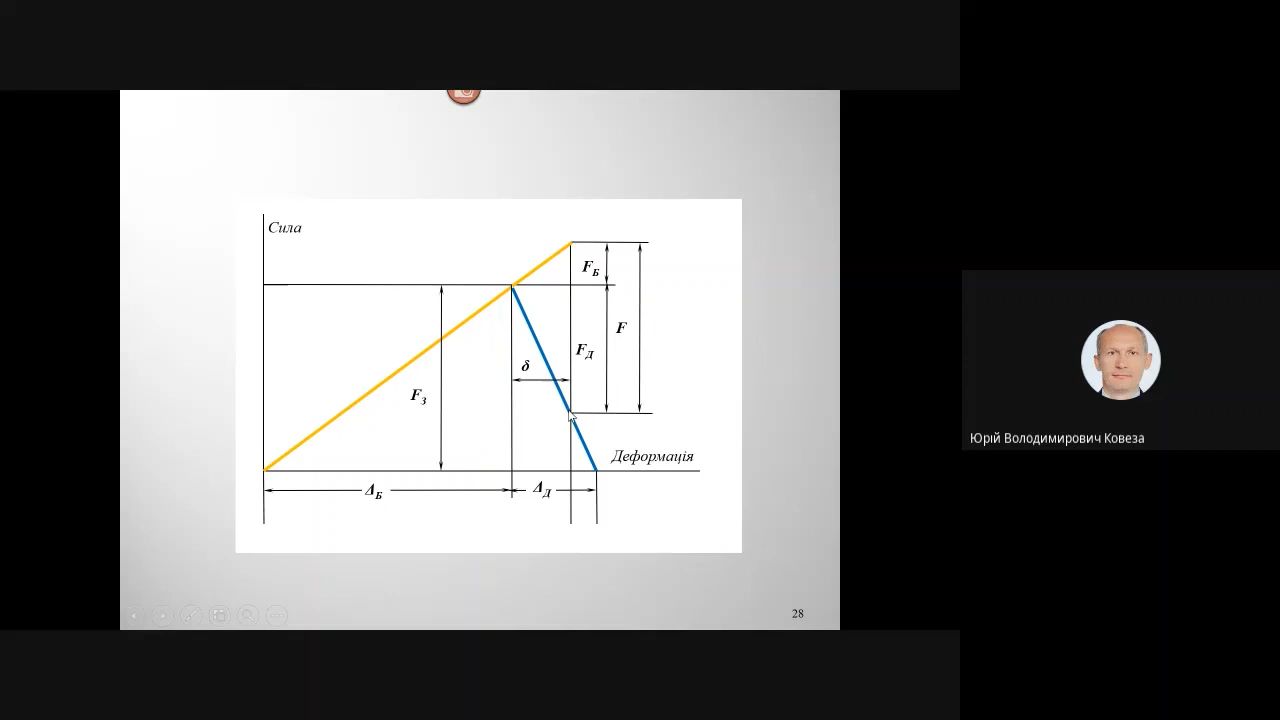 Сила
F_Б
F
F_Д
δ
F_З
Деформація
Δ_Б
Δ_Д
28
Юрій Володимирович Ковеза